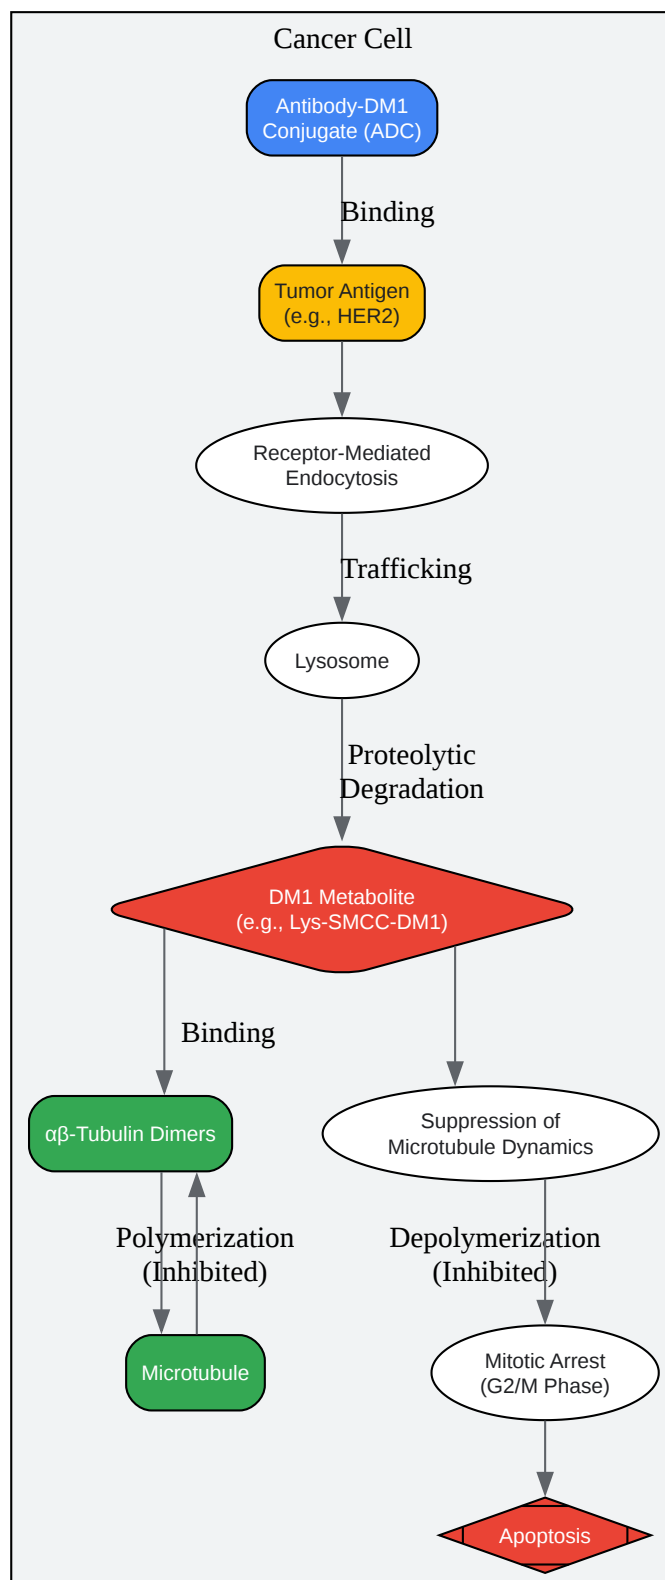 Cancer Cell
Antibody-DM1
Conjugate (ADC)
Binding
Tumor Antigen
(e.g., HER2)
Receptor-Mediated
Endocytosis
Trafficking
Lysosome
Proteolytic
Degradation
DM1 Metabolite
(e.g., Lys-SMCC-DM1)
Binding
αβ-Tubulin Dimers
Suppression of
Microtubule Dynamics
Polymerization
(Inhibited)
Depolymerization
(Inhibited)
Microtubule
Mitotic Arrest
(G2/M Phase)
Apoptosis